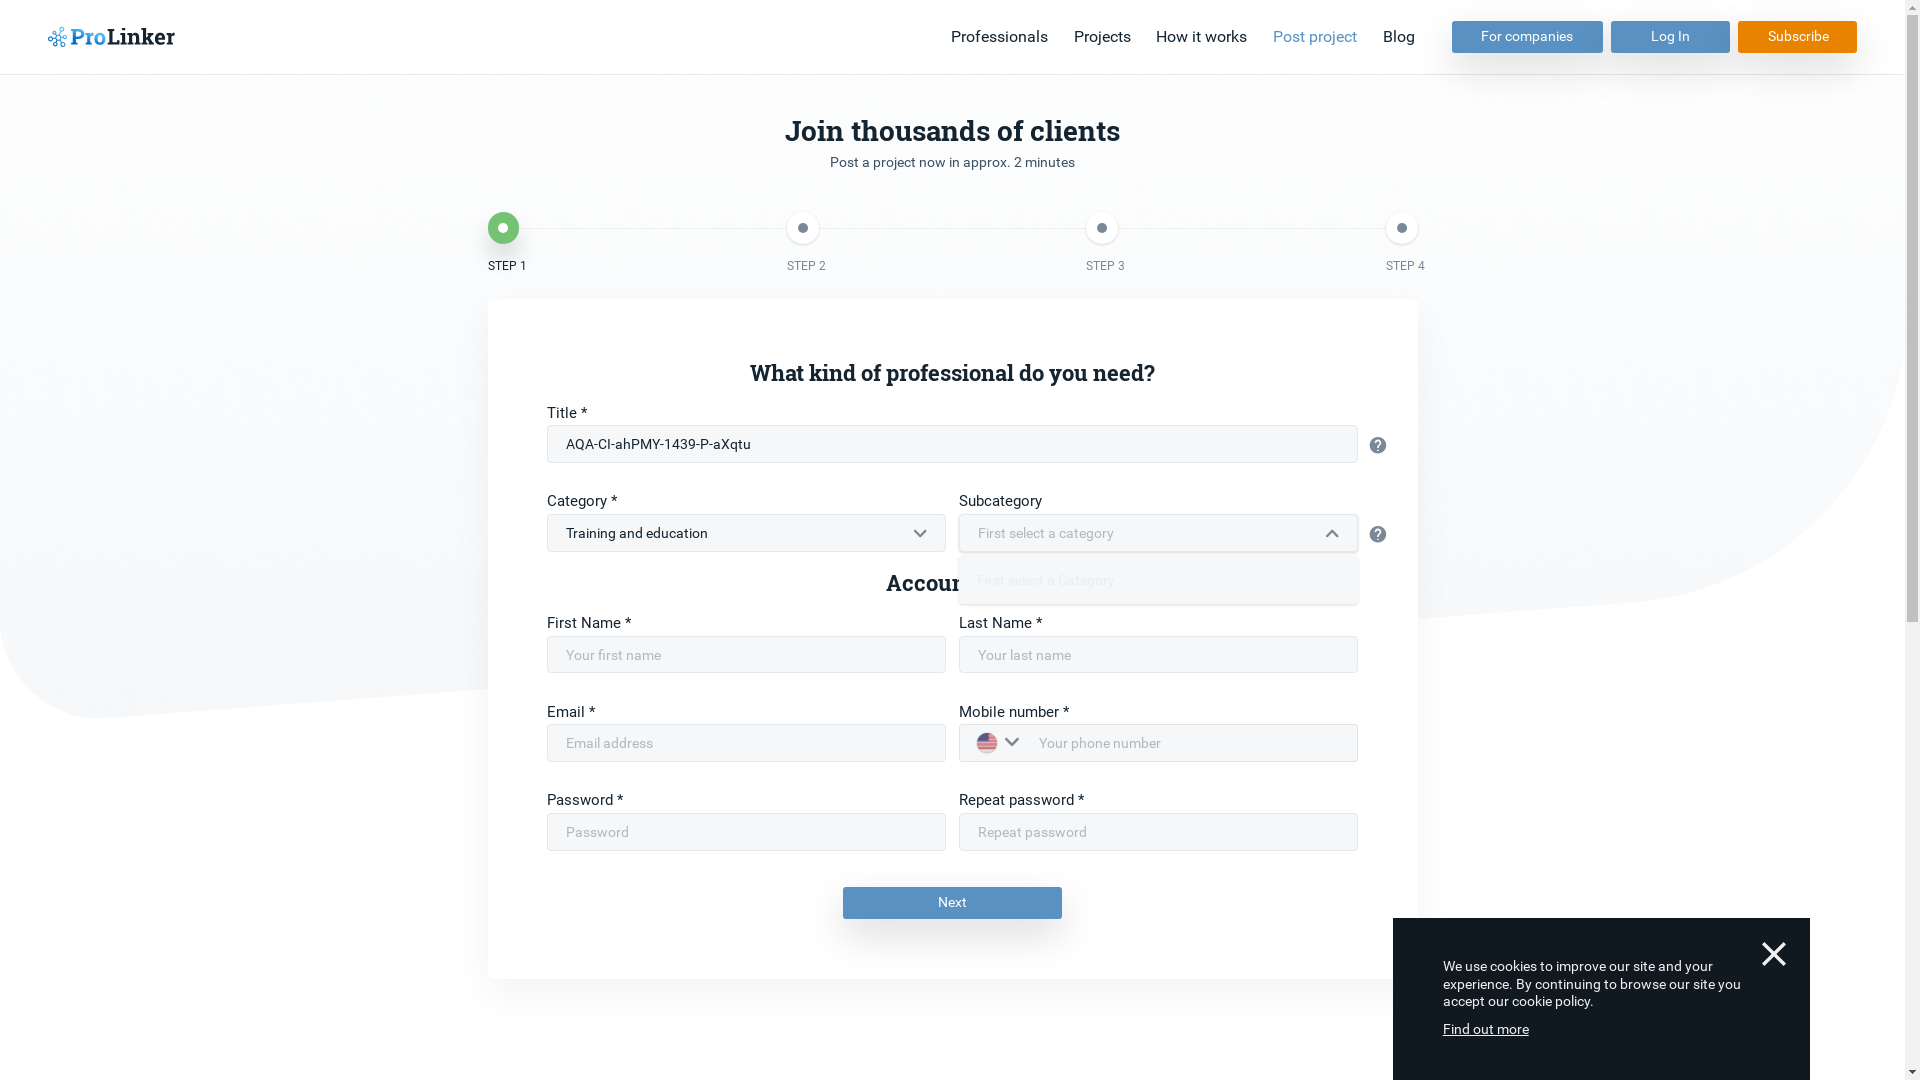 ProLinker
Professionals
Projects
How it works
Post project
Blog
For companies
Log In
Subscribe
Join thousands of clients
Post a project now in approx. 2 minutes
STEP 1
STEP 2
STEP 3
STEP 4
What kind of professional do you need?
Title *
AQA-CI-ahPMY-1439-P-aXqtu
Category *
Subcategory
Training and education
First select a category
First select a Category
Accoun
First Name *
Last Name *
Your first name
Your last name
Email *
Mobile number *
Email address
Your phone number
Password *
Repeat password *
Password
Repeat password
Next
We use cookies to improve our site and your
experience. By continuing to browse our site you
accept our cookie policy.
Find out more